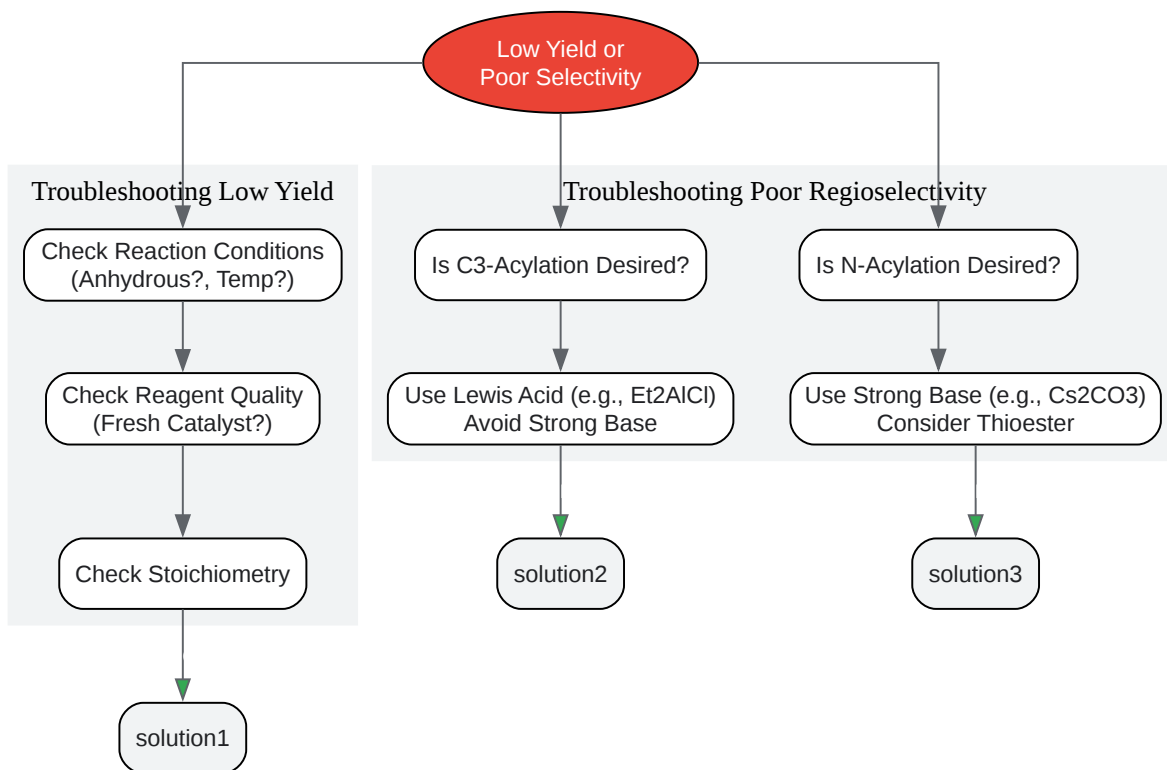 Low Yield or
Poor Selectivity
Troubleshooting Low Yield
Check Reaction Conditions
(Anhydrous?, Temp?)
Check Reagent Quality
(Fresh Catalyst?)
Check Stoichiometry
solution1
Troubleshooting Poor Regioselectivity
Is C3-Acylation Desired?
Use Lewis Acid (e.g., Et2AlCl)
Avoid Strong Base
solution2
Is N-Acylation Desired?
Use Strong Base (e.g., Cs2CO3)
Consider Thioester
solution3